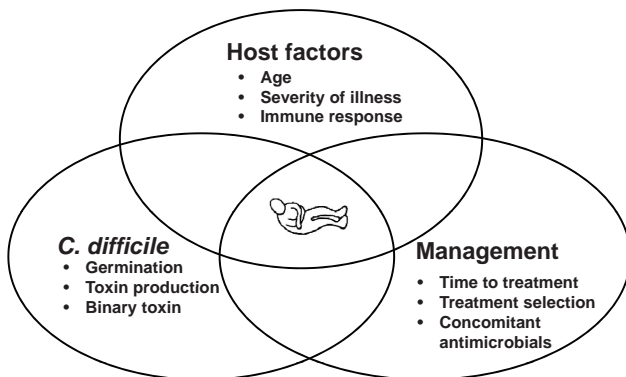 Host factors
• Age
• Severity of illness
• Immune response
C. difficile
• Germination
• Toxin production
• Binary toxin
Management
• Time to treatment
• Treatment selection
• Concomitant
antimicrobials